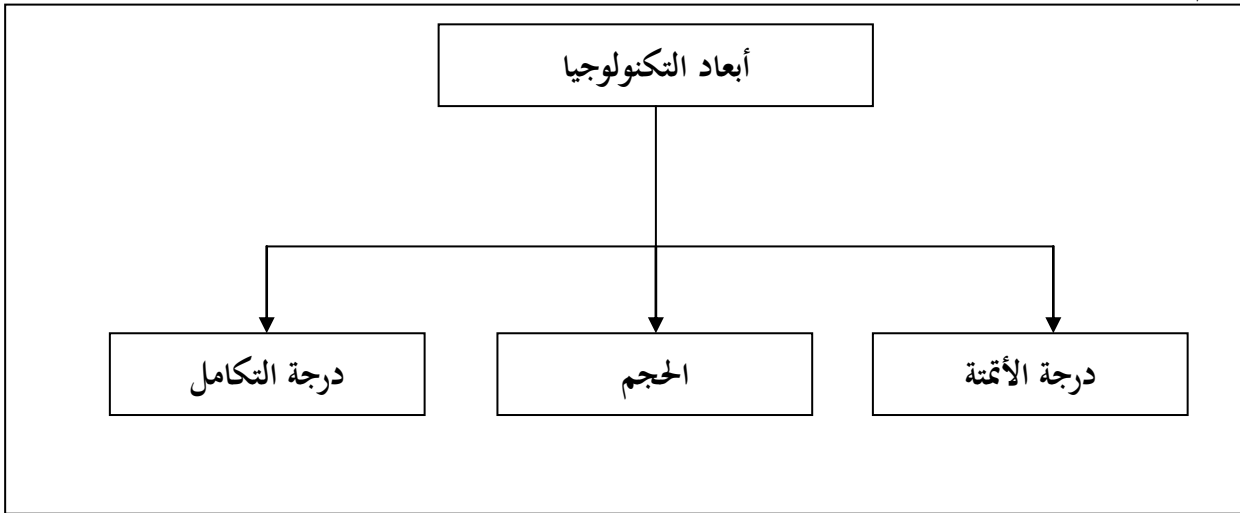 أبعاد التكنولوجيا
درجة الأتمتة
الحجم
درجة التكامل